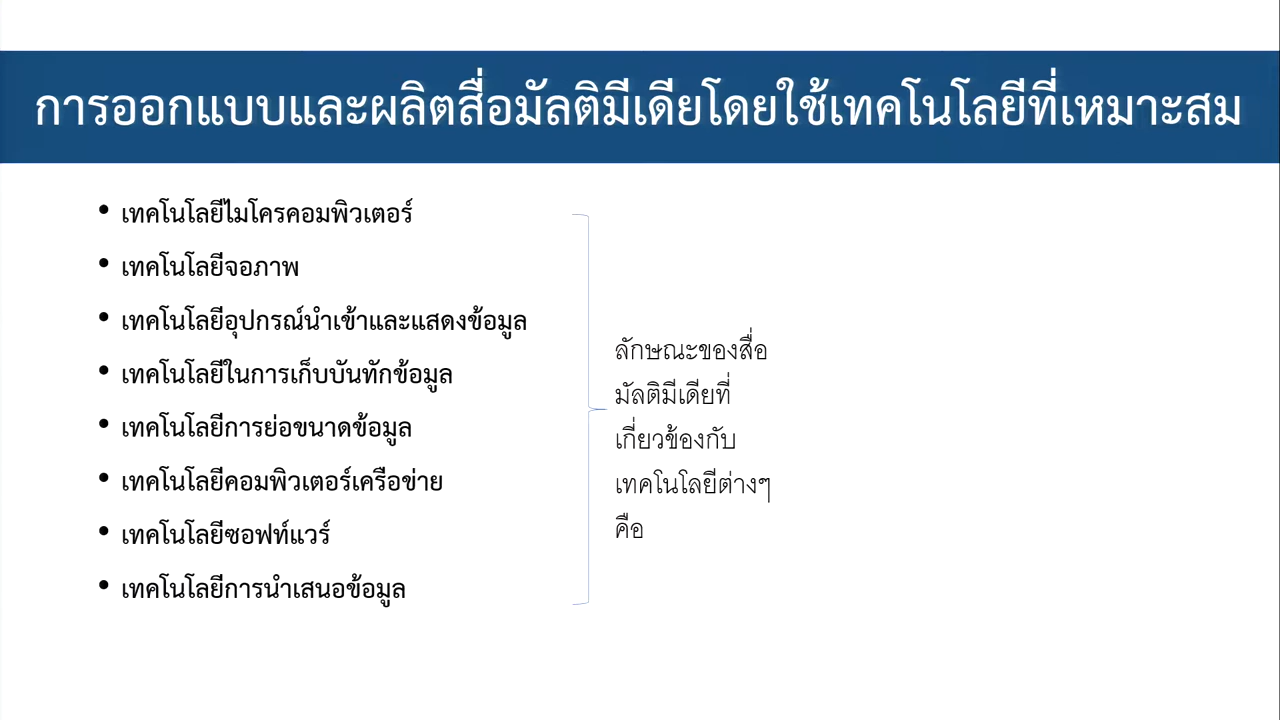 การออกแบบและผลิตสื่อมัลติมีเดียโดยใช้เทคโนโลยีที่เหมาะสม
• เทคโนโลยีไมโครคอมพิวเตอร์
• เทคโนโลยีจอภาพ
• เทคโนโลยีอุปกรณ์นำเข้าและแสดงข้อมูล
• เทคโนโลยีในการเก็บบันทึกข้อมูล
• เทคโนโลยีการย่อขนาดข้อมูล
• เทคโนโลยีคอมพิวเตอร์เครือข่าย
• เทคโนโลยีซอฟท์แวร์
• เทคโนโลยีการนำเสนอข้อมูล
ลักษณะของสื่อ
มัลติมีเดียที่
เกี่ยวข้องกับ
เทคโนโลยีต่างๆ
คือ